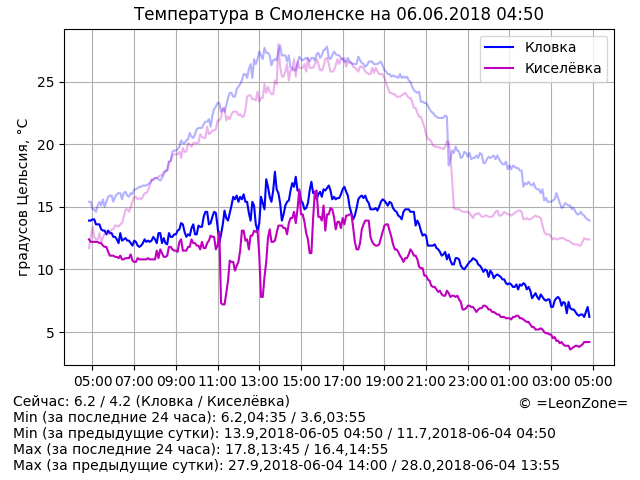 Температура в Смоленске на 06.06.2018 04:50
Кловка
Киселёвка
градусов Цельсия, °C
25
20
15
10
5
05:00 07:00 09:00 11:00 13:00 15:00 17:00 19:00 21:00 23:00 01:00 03:00 05:00
Сейчас: 6.2 / 4.2 (Кловка / Киселёвка)
© =LeonZone=
Min (за последние 24 часа): 6.2,04:35 / 3.6,03:55
Min (за предыдущие сутки): 13.9,2018-06-05 04:50 / 11.7,2018-06-04 04:50
Max (за последние 24 часа): 17.8,13:45 / 16.4,14:55
Max (за предыдущие сутки): 27.9,2018-06-04 14:00 / 28.0,2018-06-04 13:55